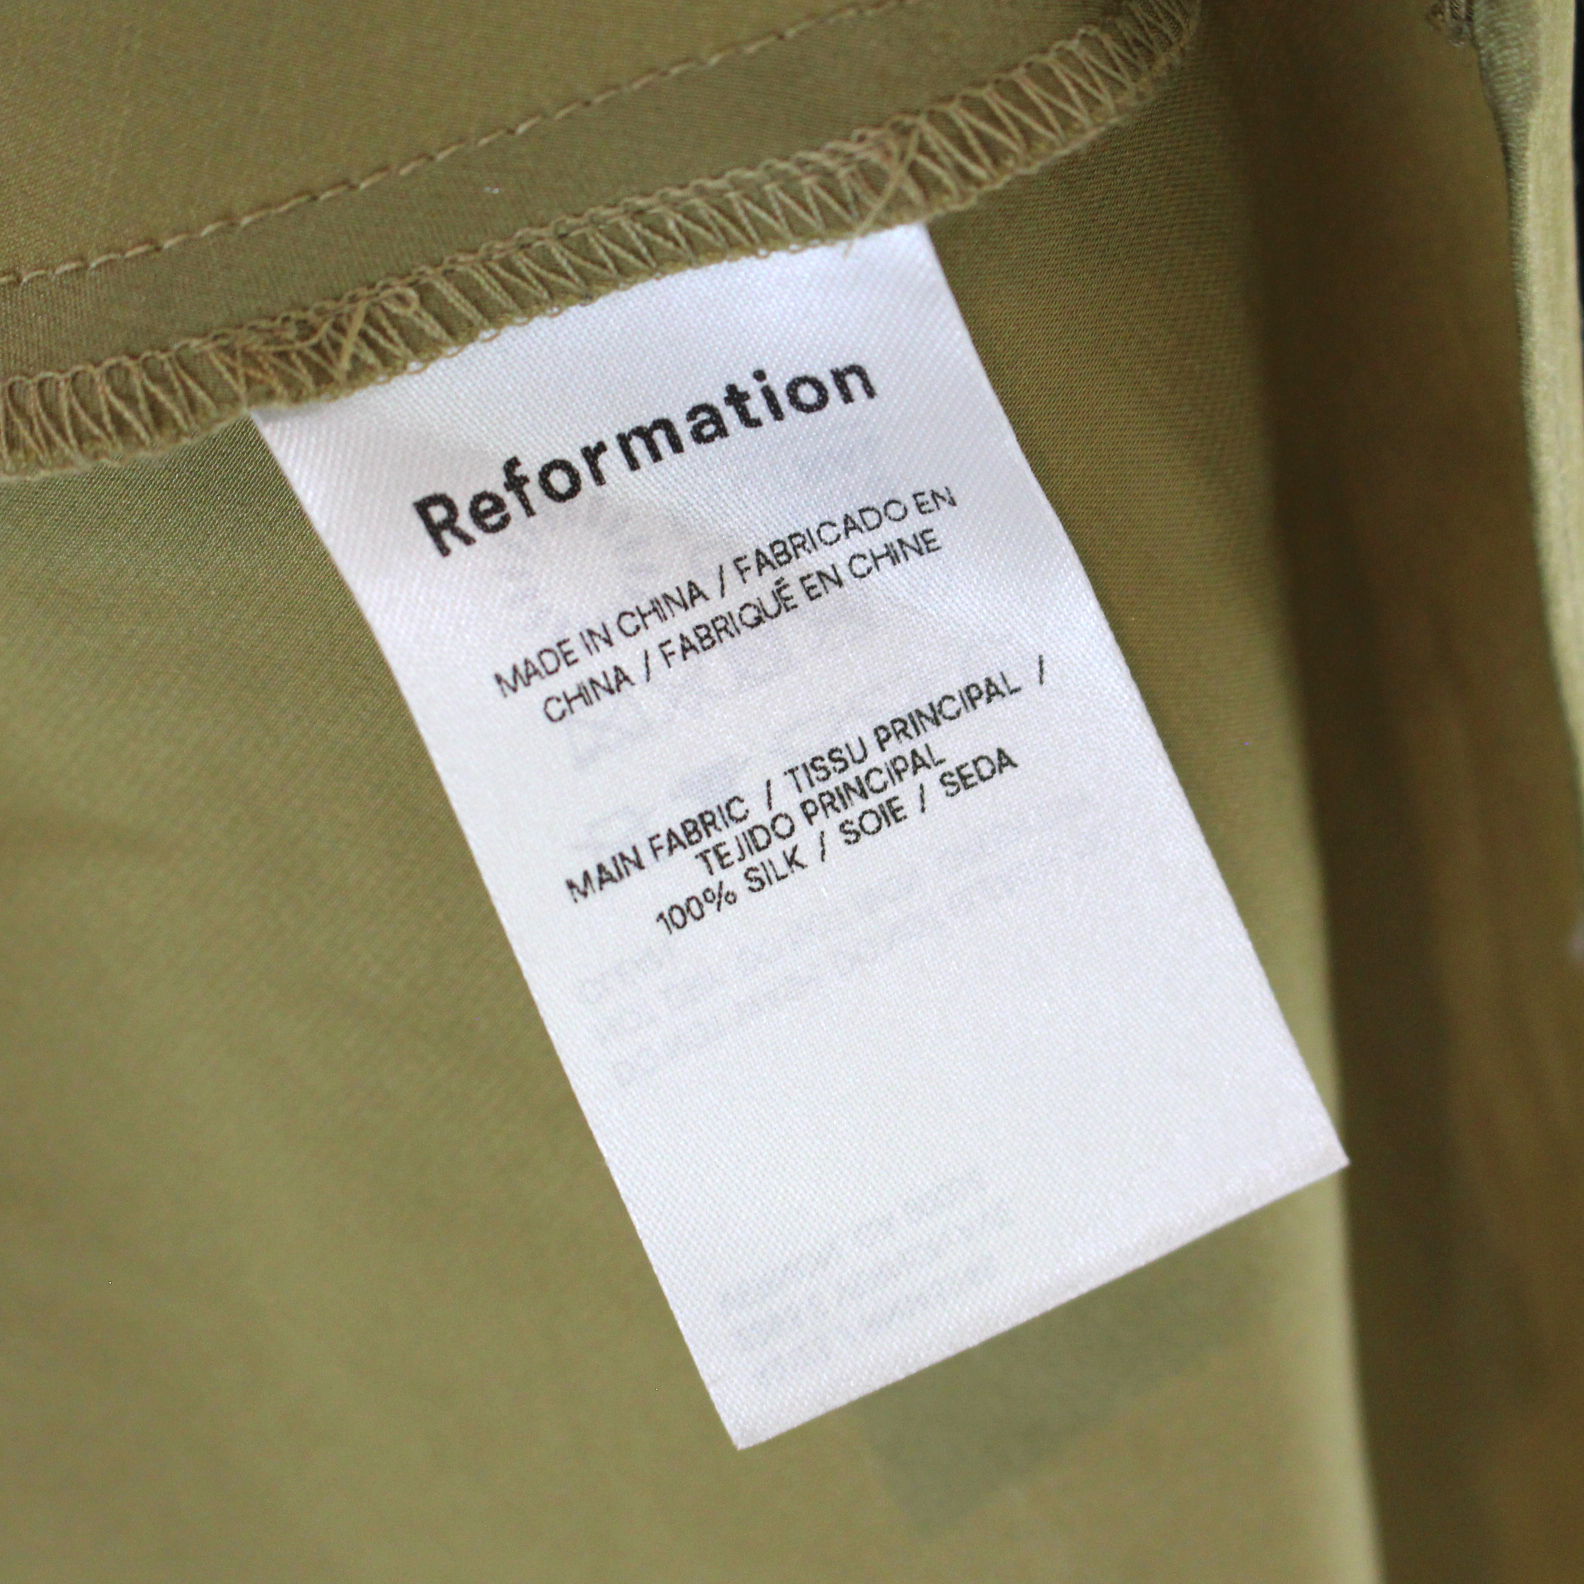 Reformation
MADE IN CHINA / FABRICADO EN
CHINA / FABRIQUÉ EN CHINE
MAIN FABRIC / TISSU PRINCIPAL /
TEJIDO PRINCIPAL
100% SILK / SOIE / SEDA